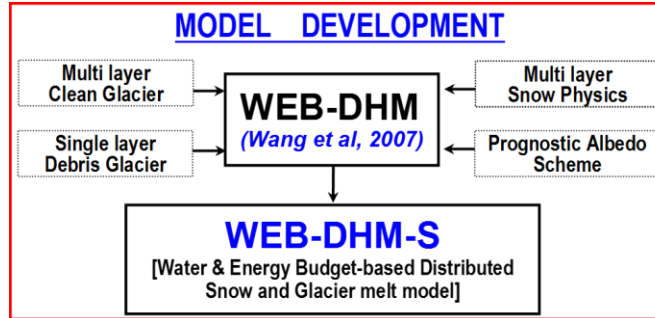 MODEL DEVELOPMENT
Multi layer
Clean Glacier
Single layer
Debris Glacier
WEB-DHM
(Wang et al, 2007)
Multi layer
Snow Physics
Prognostic Albedo
Scheme
WEB-DHM-S
[Water & Energy Budget-based Distributed
Snow and Glacier melt model]